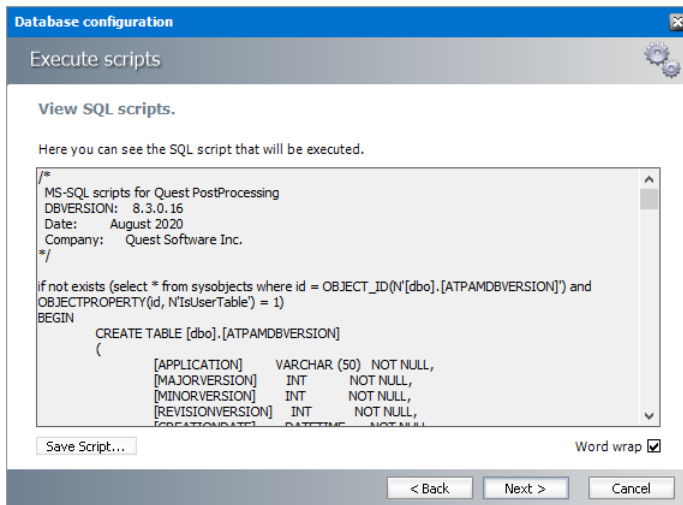 Database configuration
Execute scripts
View SQL scripts.
Here you can see the SQL script that will be executed.
/*
MS-SQL scripts for Quest PostProcessing
DBVERSION: 8.3.0.16
Date: August 2020
Company: Quest Software Inc.
*/
if not exists (select * from sysobjects where id = OBJECT_ID(N'[dbo].[ATPAMDBVERSION]') and
OBJECTPROPERTY(id, N'IsUserTable') = 1)
BEGIN
CREATE TABLE [dbo].[ATPAMDBVERSION]
(
[APPLICATION] VARCHAR (50) NOT NULL,
[MAJORVERSION] INT NOT NULL,
[MINORVERSION] INT NOT NULL,
[REVISIONVERSION] INT NOT NULL,
[CREATIONDATE] DATETIME NOT NULL
Save Script...
Word wrap
< Back
Next >
Cancel